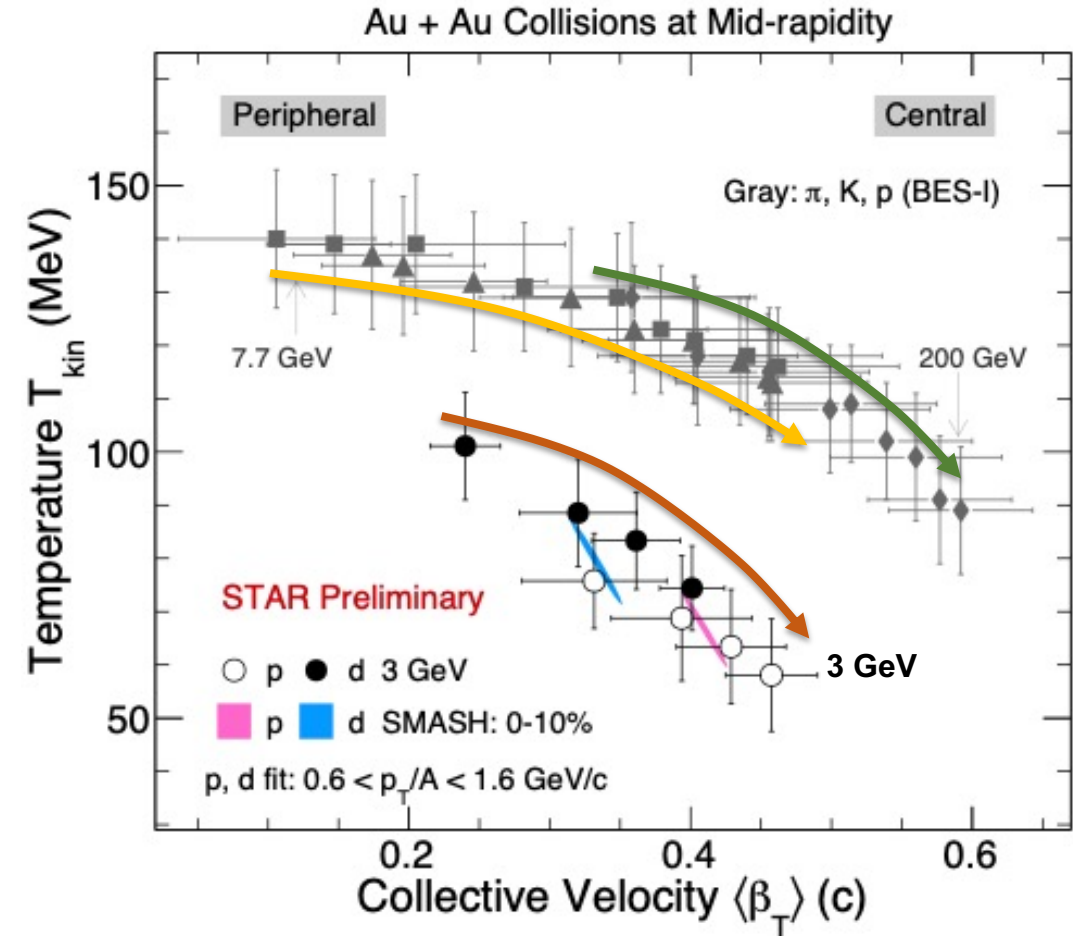 Au + Au Collisions at Mid-rapidity
Peripheral
Central
Gray: π, K, p (BES-I)
150
100
50
7.7 GeV
200 GeV
STAR Preliminary
p d 3 GeV
p d SMASH: 0-10%
p, d fit: 0.6 < p_T/A < 1.6 GeV/c
3 GeV
0.2 0.4 0.6
Collective Velocity ⟨β_T⟩ (c)
Temperature T_kin (MeV)